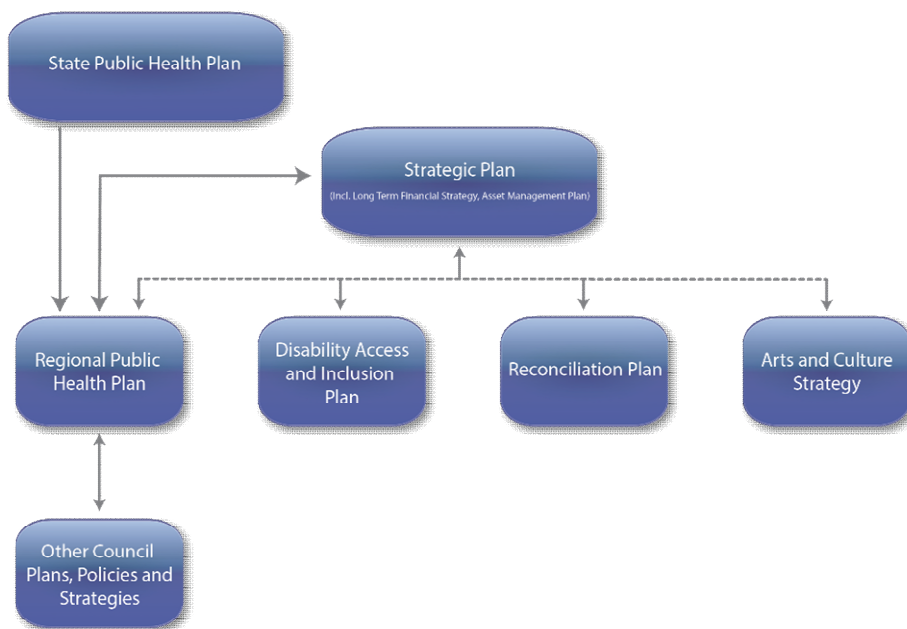 State Public Health Plan
Strategic Plan
(Incl. Long Term Financial Strategy, Asset Management Plan)
Regional Public
Health Plan
Disability Access
and Inclusion
Plan
Reconciliation Plan
Arts and Culture
Strategy
Other Council
Plans, Policies and
Strategies